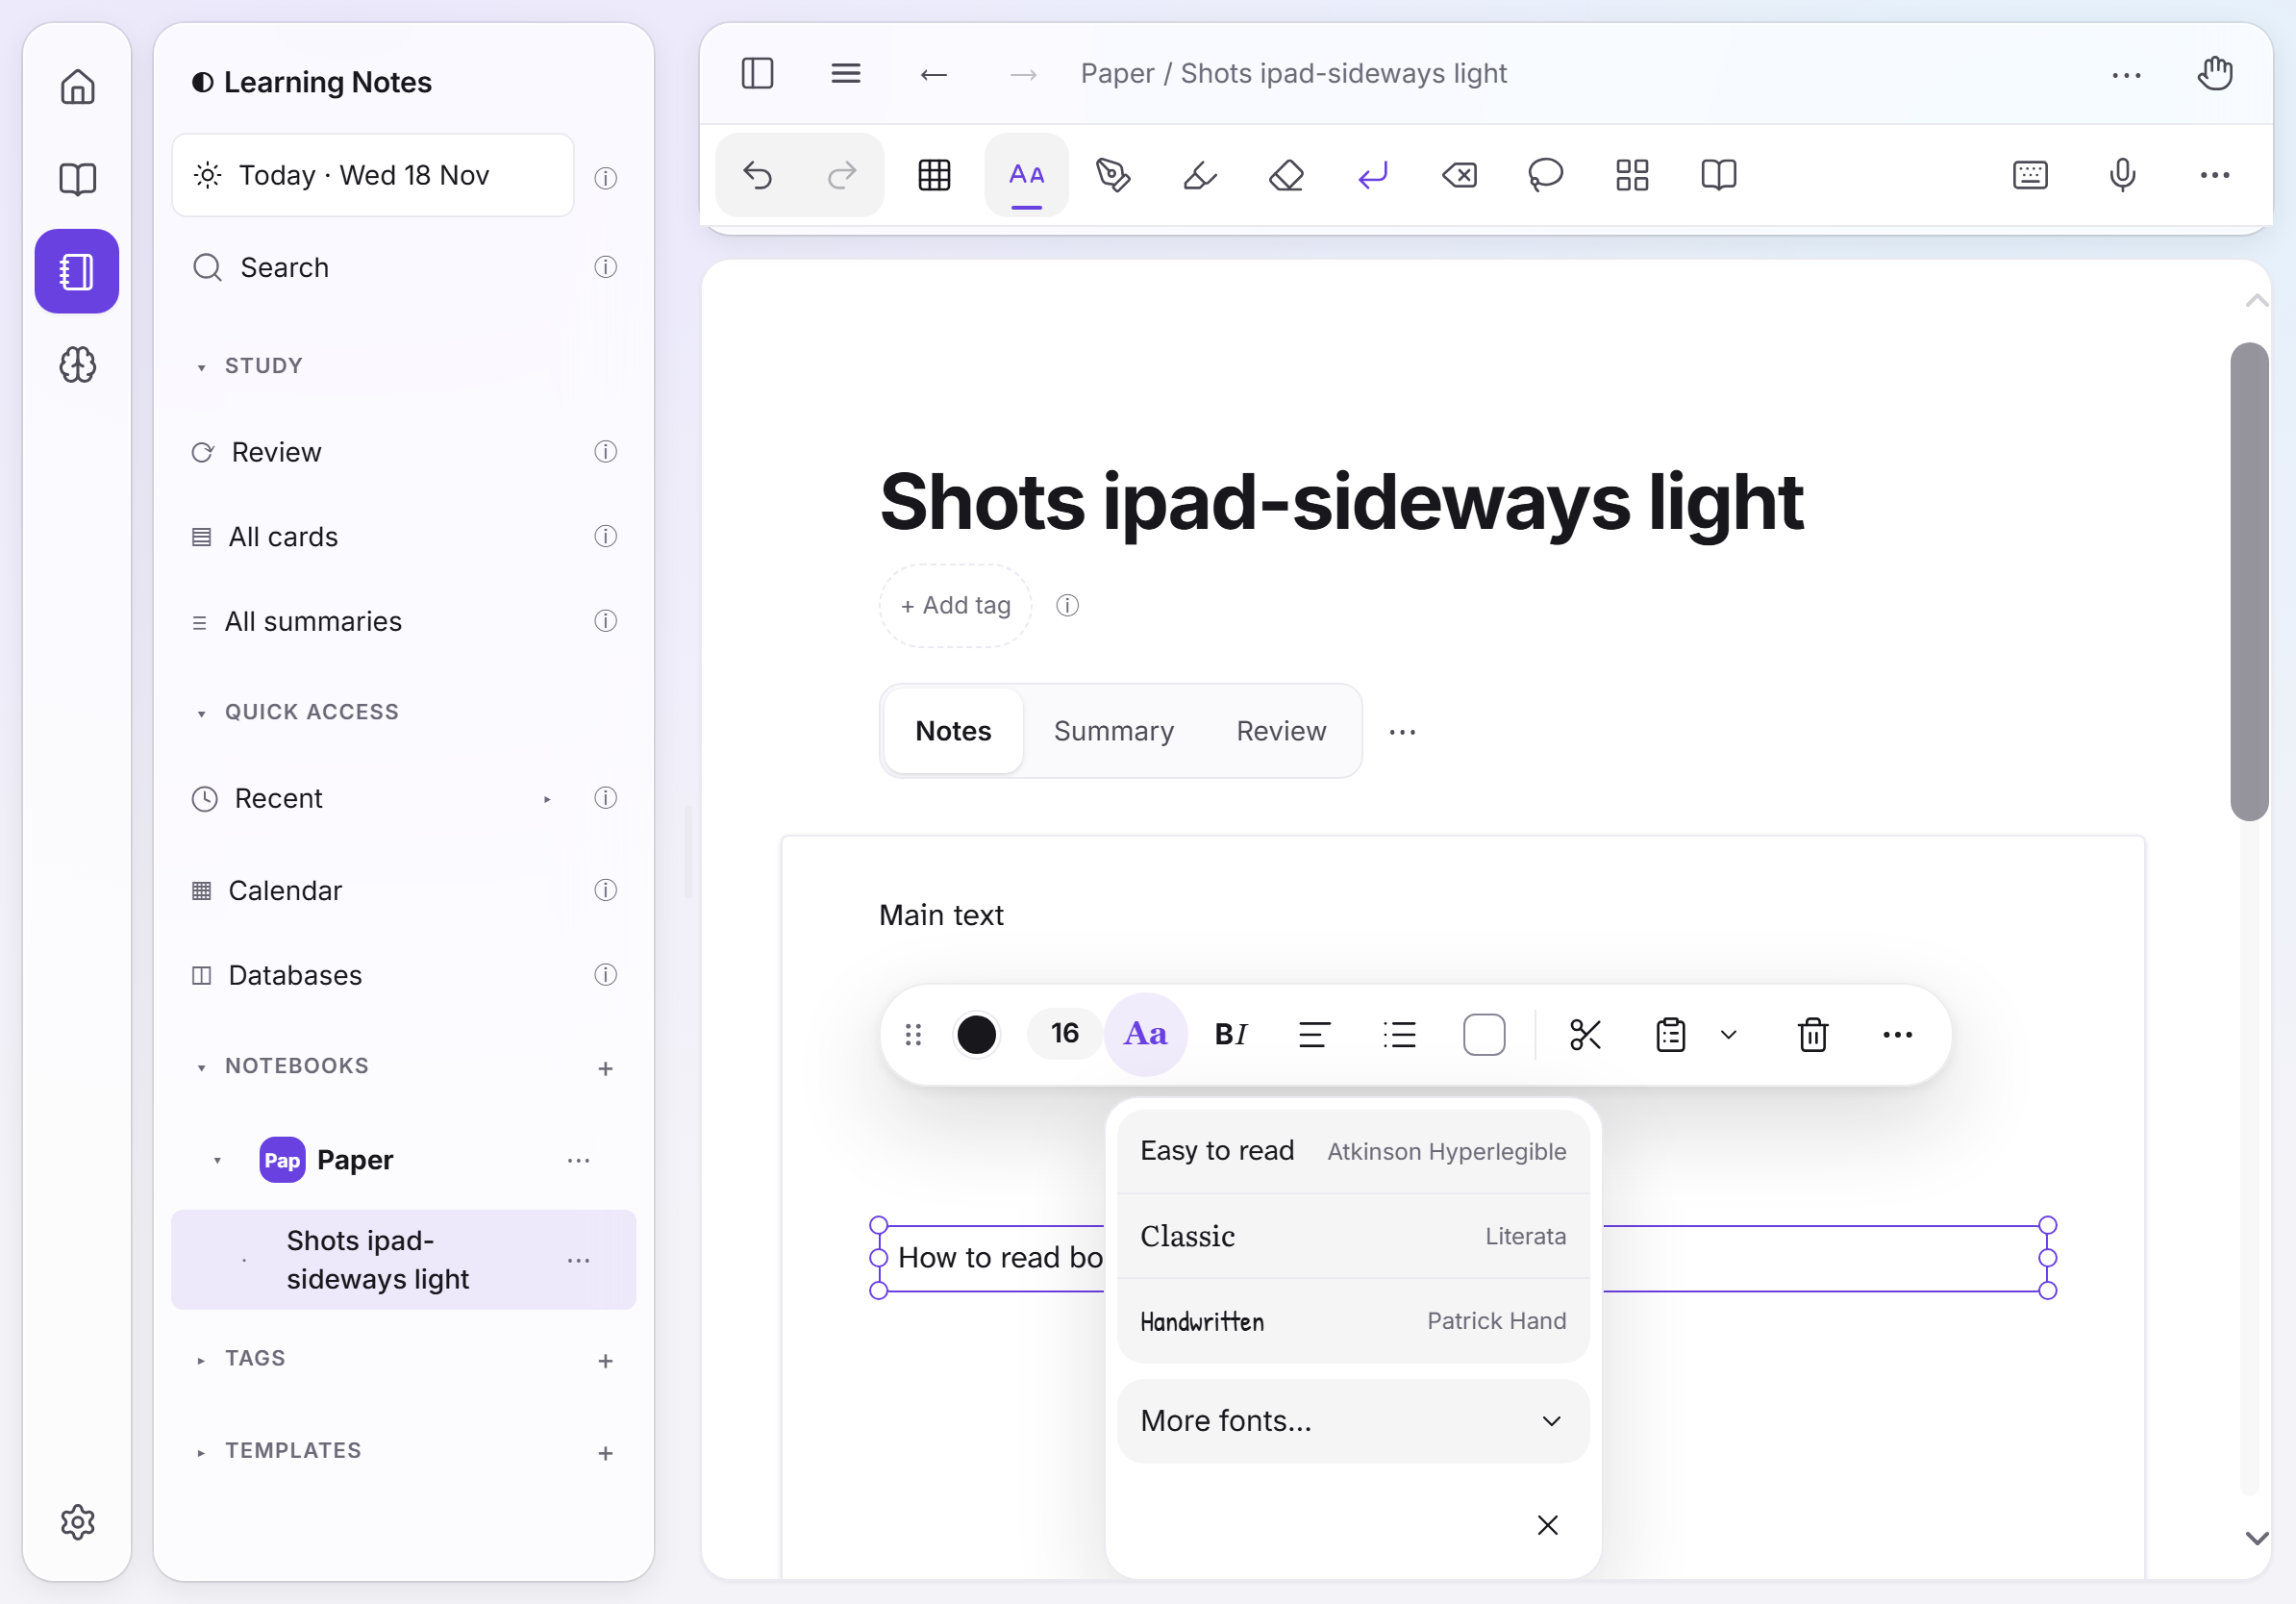 Learning Notes
Today · Wed 18 Nov
Search
STUDY
Review
All cards
All summaries
QUICK ACCESS
Recent
Calendar
Databases
NOTEBOOKS
Pap Paper
Shots ipad-
sideways light
TAGS
TEMPLATES
Paper / Shots ipad-sideways light
Shots ipad-sideways light
+ Add tag
Notes Summary Review
Main text
16 Aa BI
Easy to read Atkinson Hyperlegible
Classic Literata
Handwritten Patrick Hand
More fonts...
How to read bo